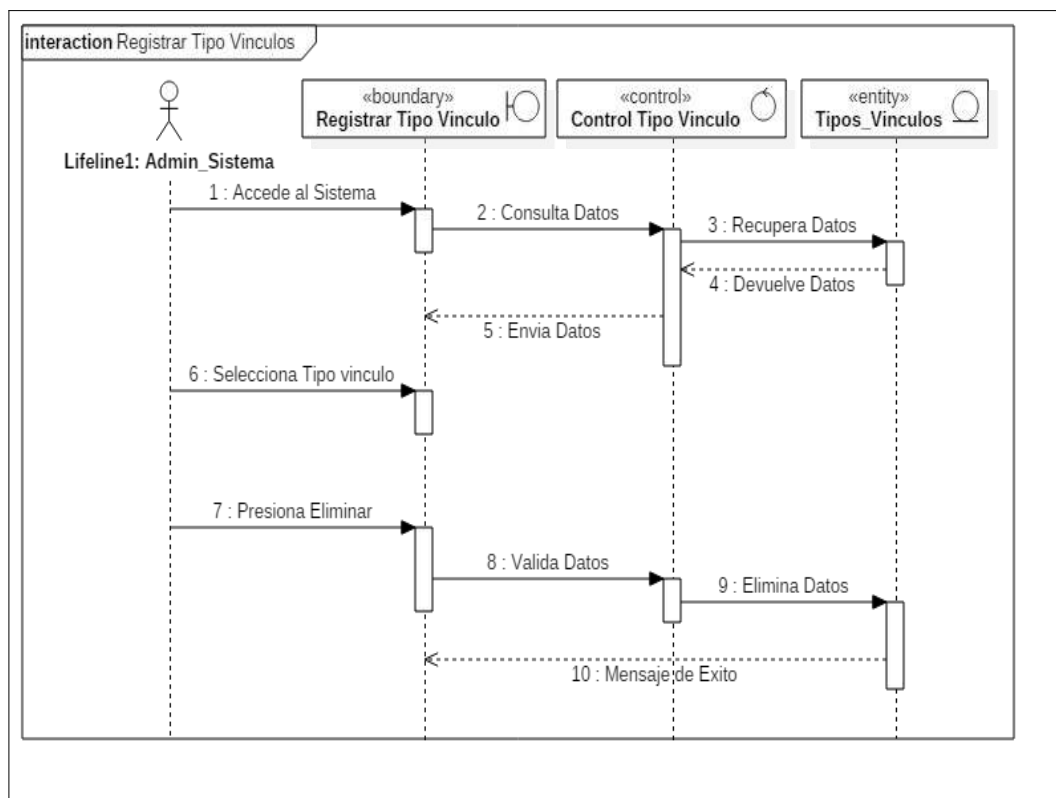 interaction Registrar Tipo Vinculos
«boundary»
Registrar Tipo Vinculo
«control»
Control Tipo Vinculo
«entity»
Tipos_Vinculos
Lifeline1: Admin_Sistema
1 : Accede al Sistema
2 : Consulta Datos
3 : Recupera Datos
4 : Devuelve Datos
5 : Envia Datos
6 : Selecciona Tipo vinculo
7 : Presiona Eliminar
8 : Valida Datos
9 : Elimina Datos
10 : Mensaje de Exito